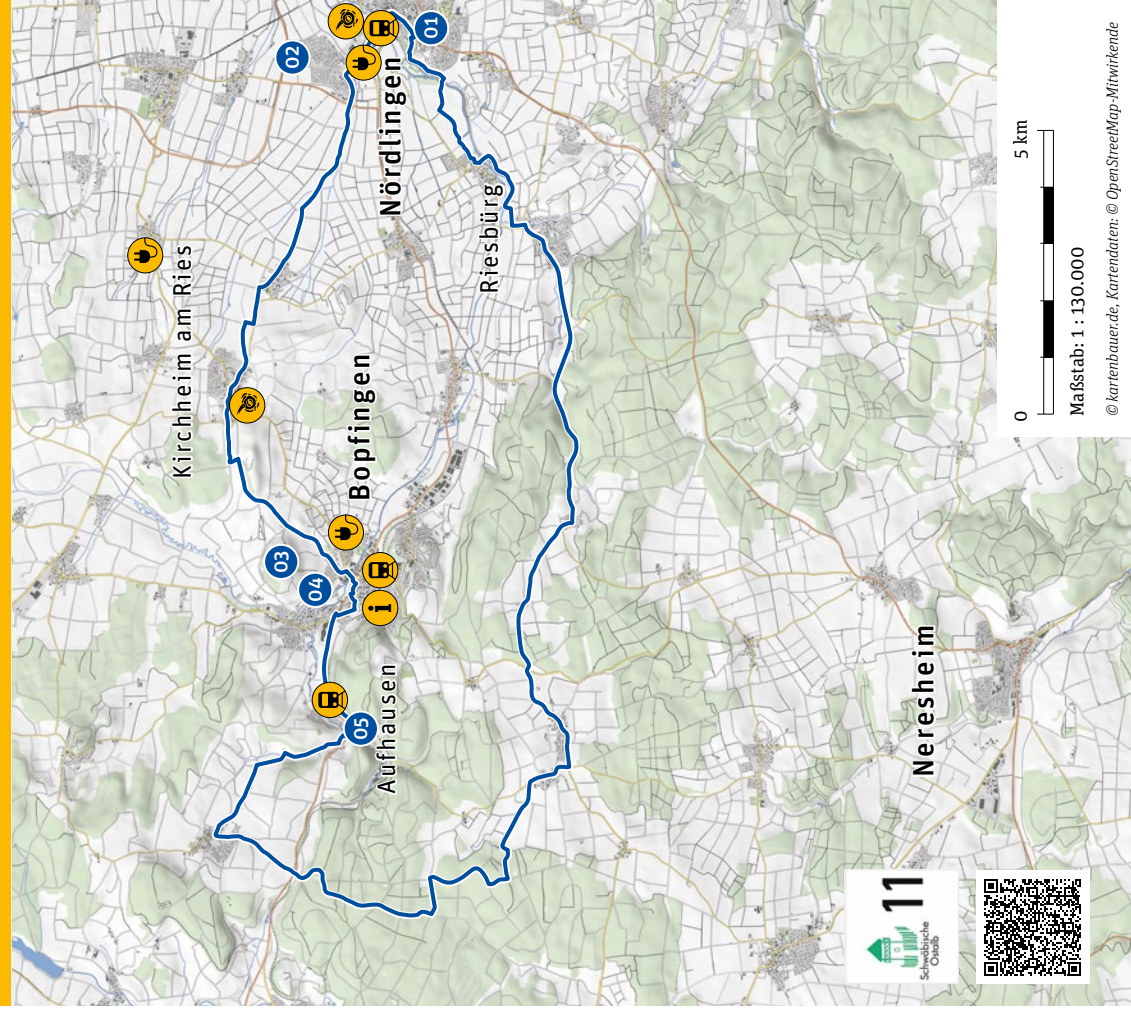 01
02
Nördlingen
Riesbürg
Kirchheim am Ries
Bopfingen
03
04
i
Aufhausen
05
Neresheim
Schwäbische
Ostalb
11
0
5 km
Maßstab: 1 : 130.000
© kartenbauer.de, Kartendaten: © OpenStreetMap-Mitwirkende